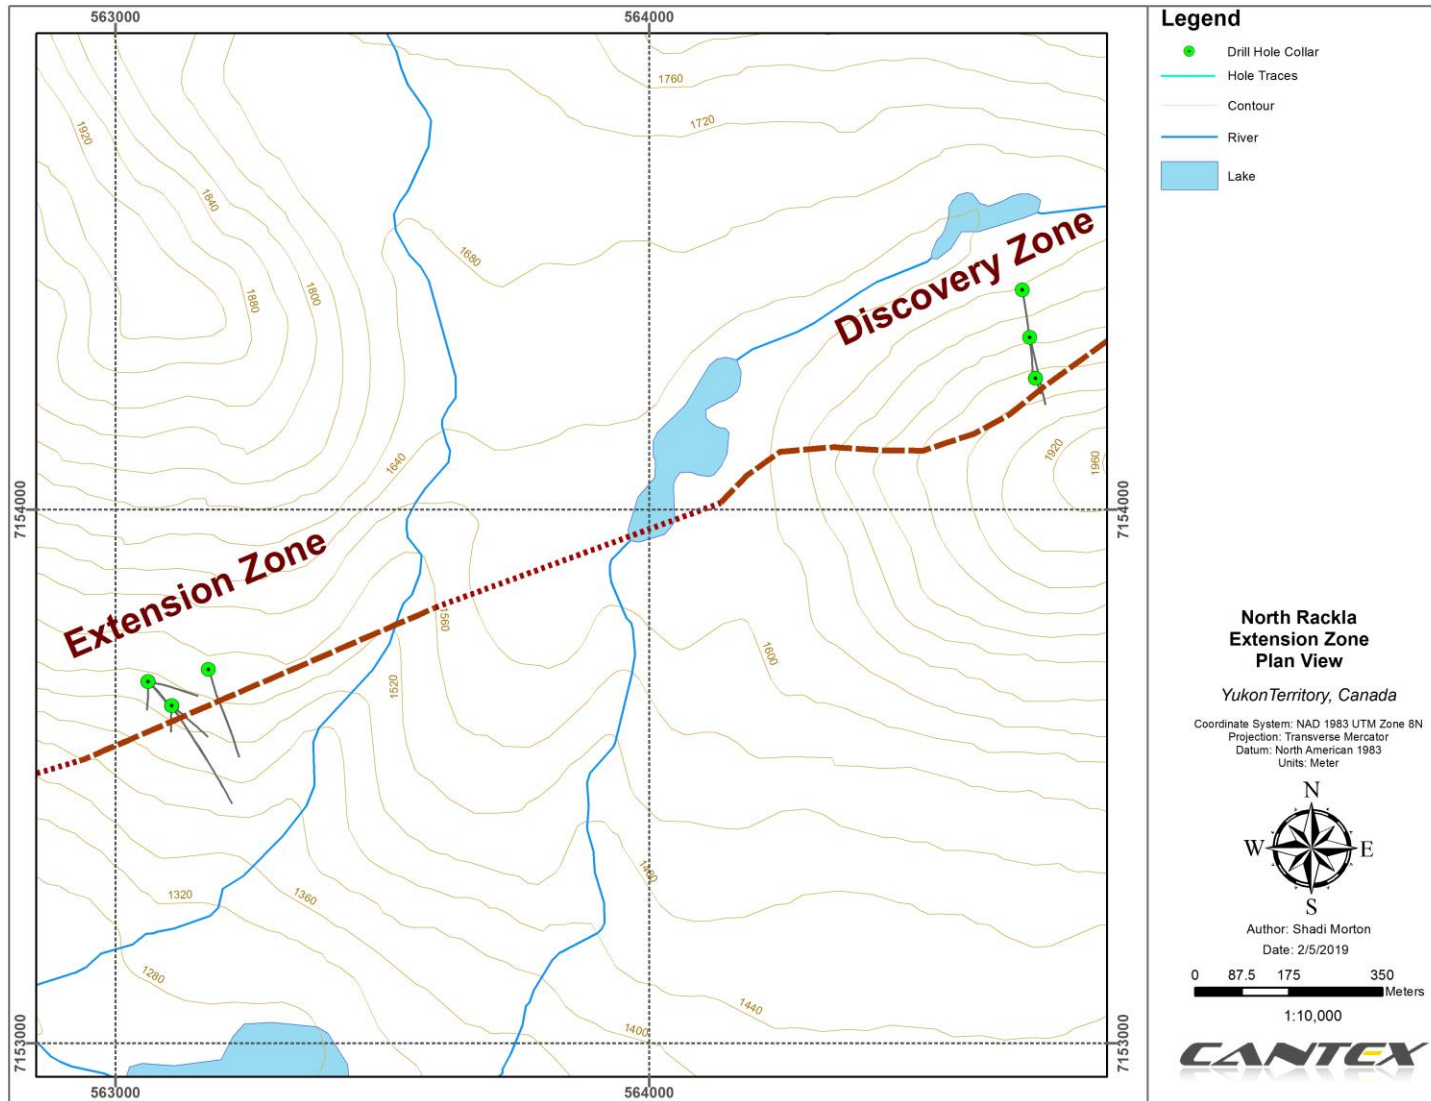 563000
564000
Legend
Drill Hole Collar
Hole Traces
Contour
River
Lake
1760
1720
1920
1840
1680
1880
1800
Discovery Zone
1640
1920
1960
7154000
7154000
Extension Zone
1560
1600
1520
North Rackla
Extension Zone
Plan View
YukonTerritory, Canada
Coordinate System: NAD 1983 UTM Zone 8N
Projection: Transverse Mercator
Datum: North American 1983
Units: Meter
N
W
E
S
1480
1320
1360
1280
1440
1400
Author: Shadi Morton
Date: 2/5/2019
0 87.5 175 350
Meters
1:10,000
CANTEX
7153000
7153000
563000
564000